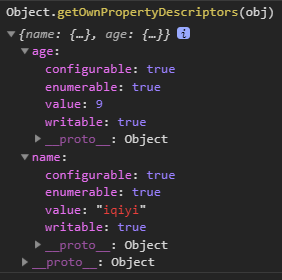 Object.getOwnPropertyDescriptors(obj)
▼{name: {…}, age: {…}} i
▼age:
configurable: true
enumerable: true
value: 9
writable: true
▶__proto__: Object
▼name:
configurable: true
enumerable: true
value: "iqiyi"
writable: true
▶__proto__: Object
▶__proto__: Object